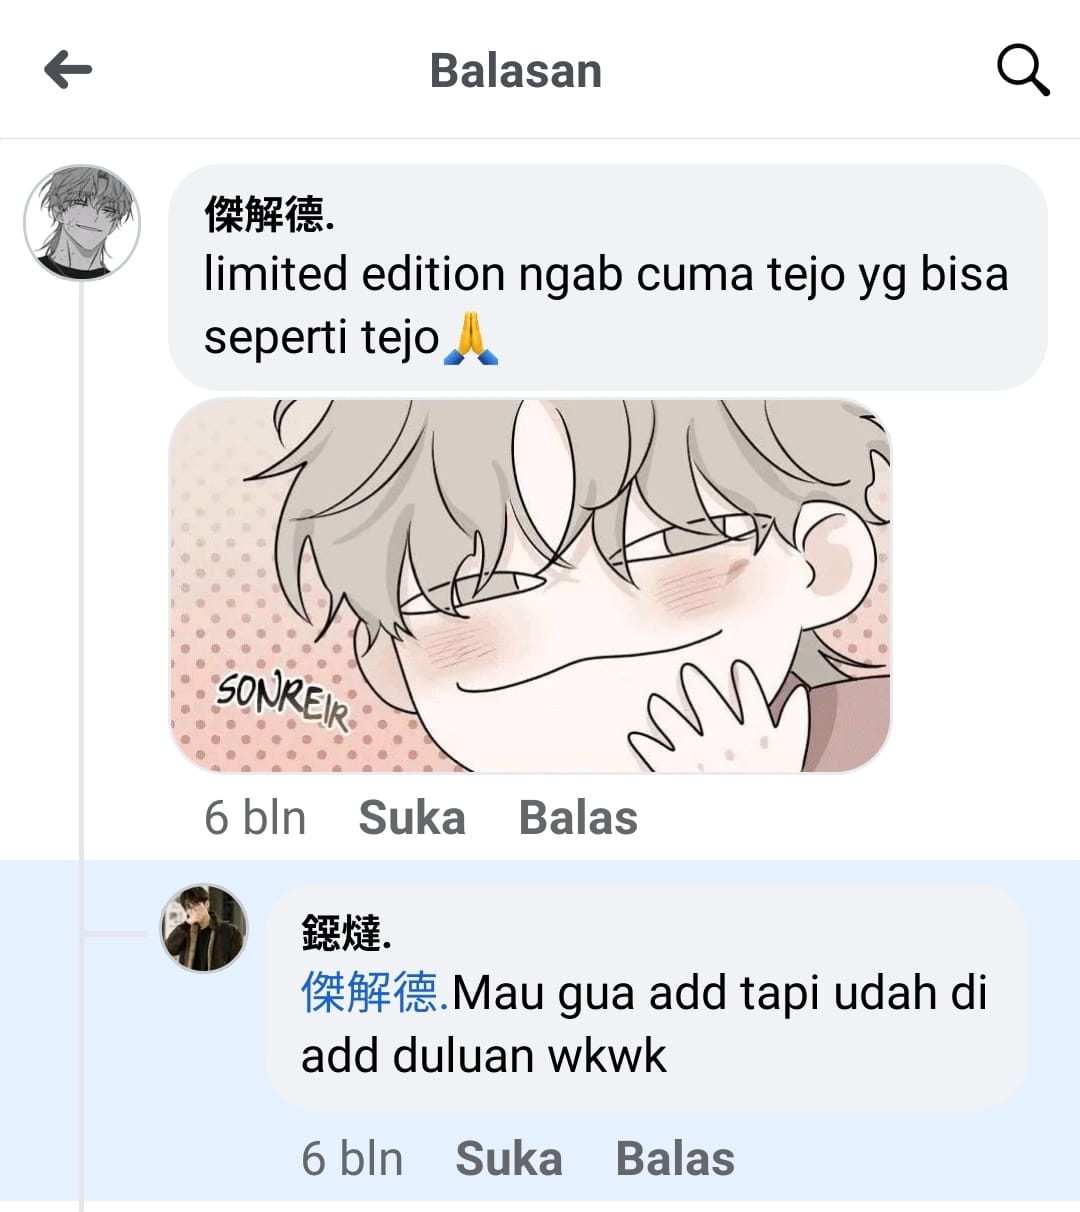 Balasan
傑解德.
limited edition ngab cuma tejo yg bisa
seperti tejo🙏
SONREIR
6 bln Suka Balas
鐚燵.
傑解德.Mau gua add tapi udah di
add duluan wkwk
6 bln Suka Balas